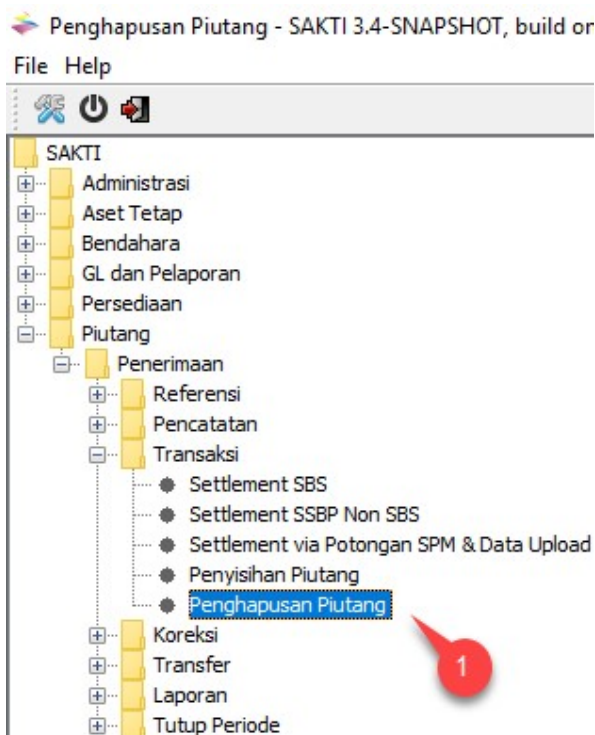 Penghapusan Piutang - SAKTI 3.4-SNAPSHOT, build on
File Help
SAKTI
Administrasi
Aset Tetap
Bendahara
GL dan Pelaporan
Persediaan
Piutang
Penerimaan
Referensi
Pencatatan
Transaksi
Settlement SBS
Settlement SSBP Non SBS
Settlement via Potongan SPM & Data Upload
Penyisihan Piutang
Penghapusan Piutang
1
Koreksi
Transfer
Laporan
Tutup Periode